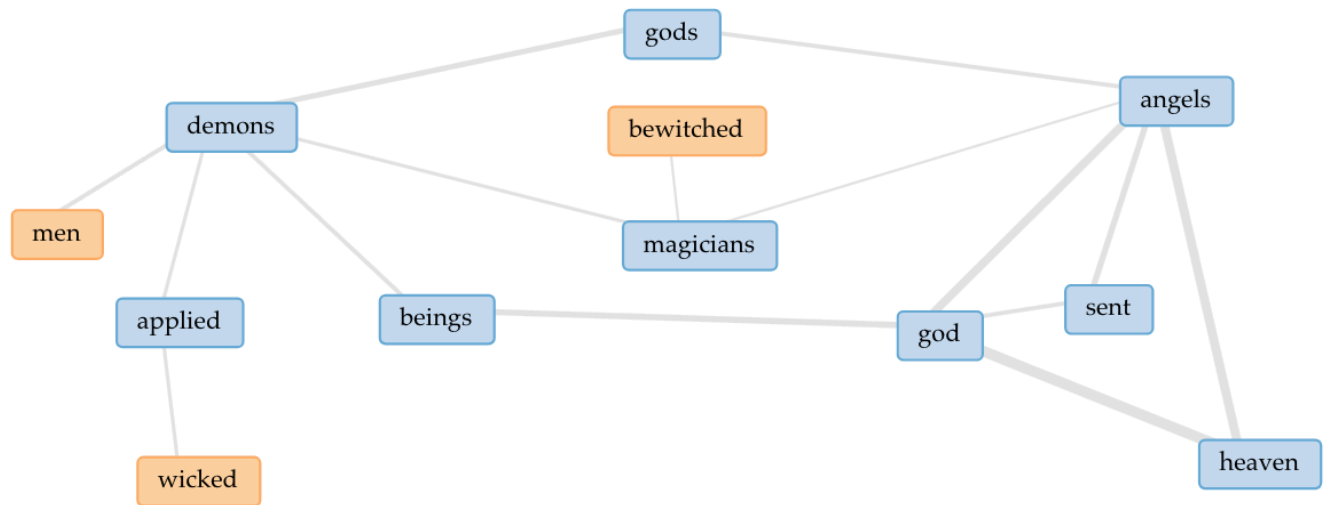 gods
angels
demons
bewitched
men
magicians
sent
applied
beings
god
heaven
wicked